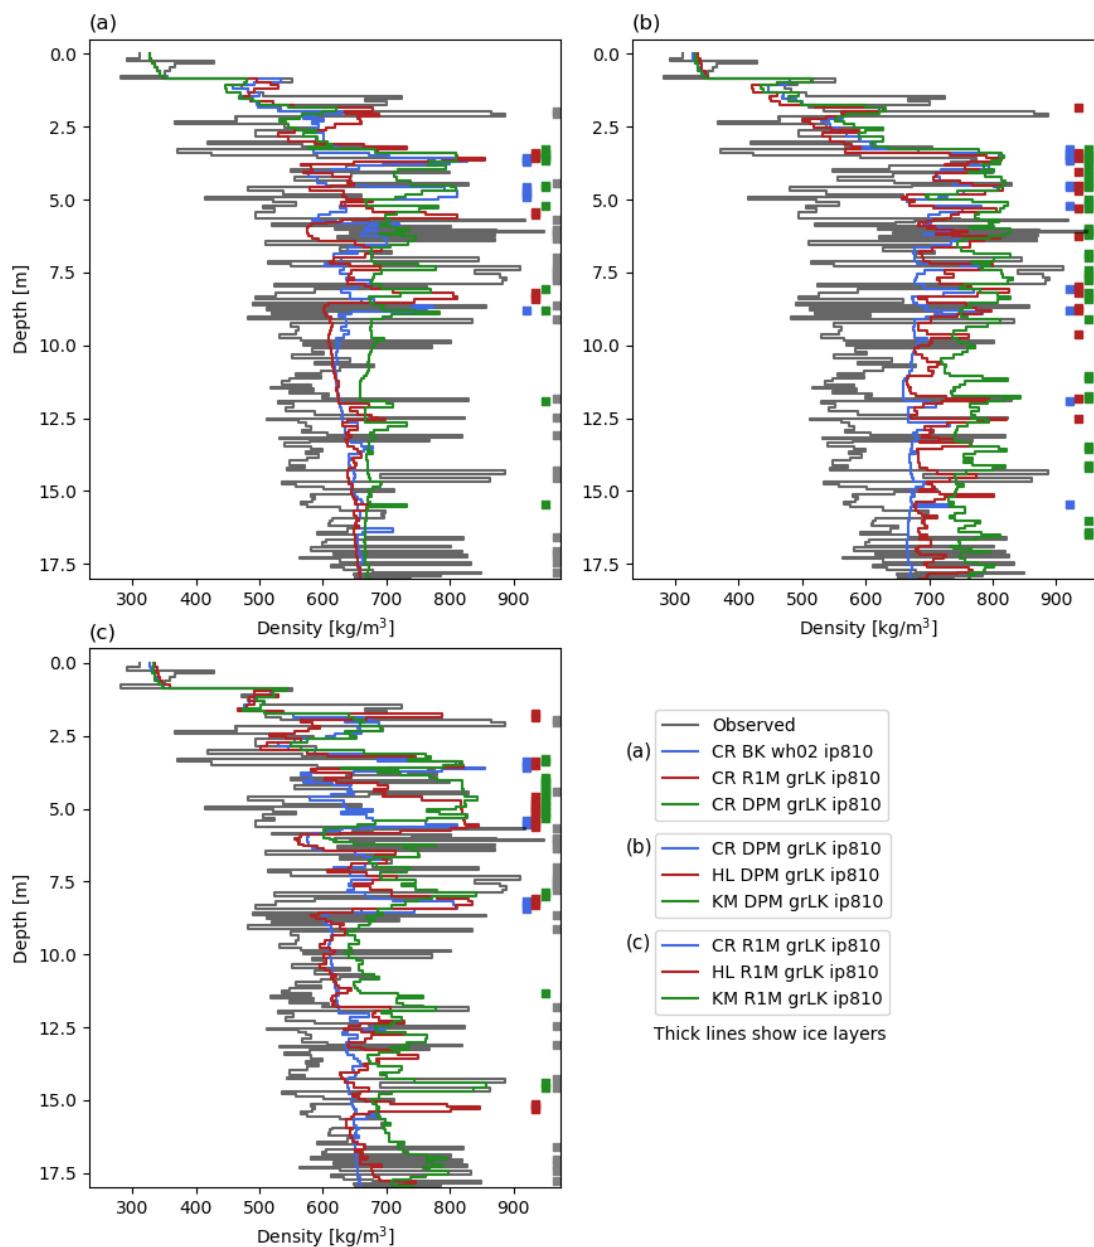 (a)
0.0
2.5
5.0
7.5
10.0
12.5
15.0
17.5
Depth [m]
300 400 500 600 700 800 900
Density [kg/m³]
(b)
0.0
2.5
5.0
7.5
10.0
12.5
15.0
17.5
300 400 500 600 700 800 900
Density [kg/m³]
(c)
0.0
2.5
5.0
7.5
10.0
12.5
15.0
17.5
Depth [m]
300 400 500 600 700 800 900
Density [kg/m³]
Observed
(a)
CR BK wh02 ip810
CR R1M grLK ip810
CR DPM grLK ip810
(b)
CR DPM grLK ip810
HL DPM grLK ip810
KM DPM grLK ip810
(c)
CR R1M grLK ip810
HL R1M grLK ip810
KM R1M grLK ip810
Thick lines show ice layers